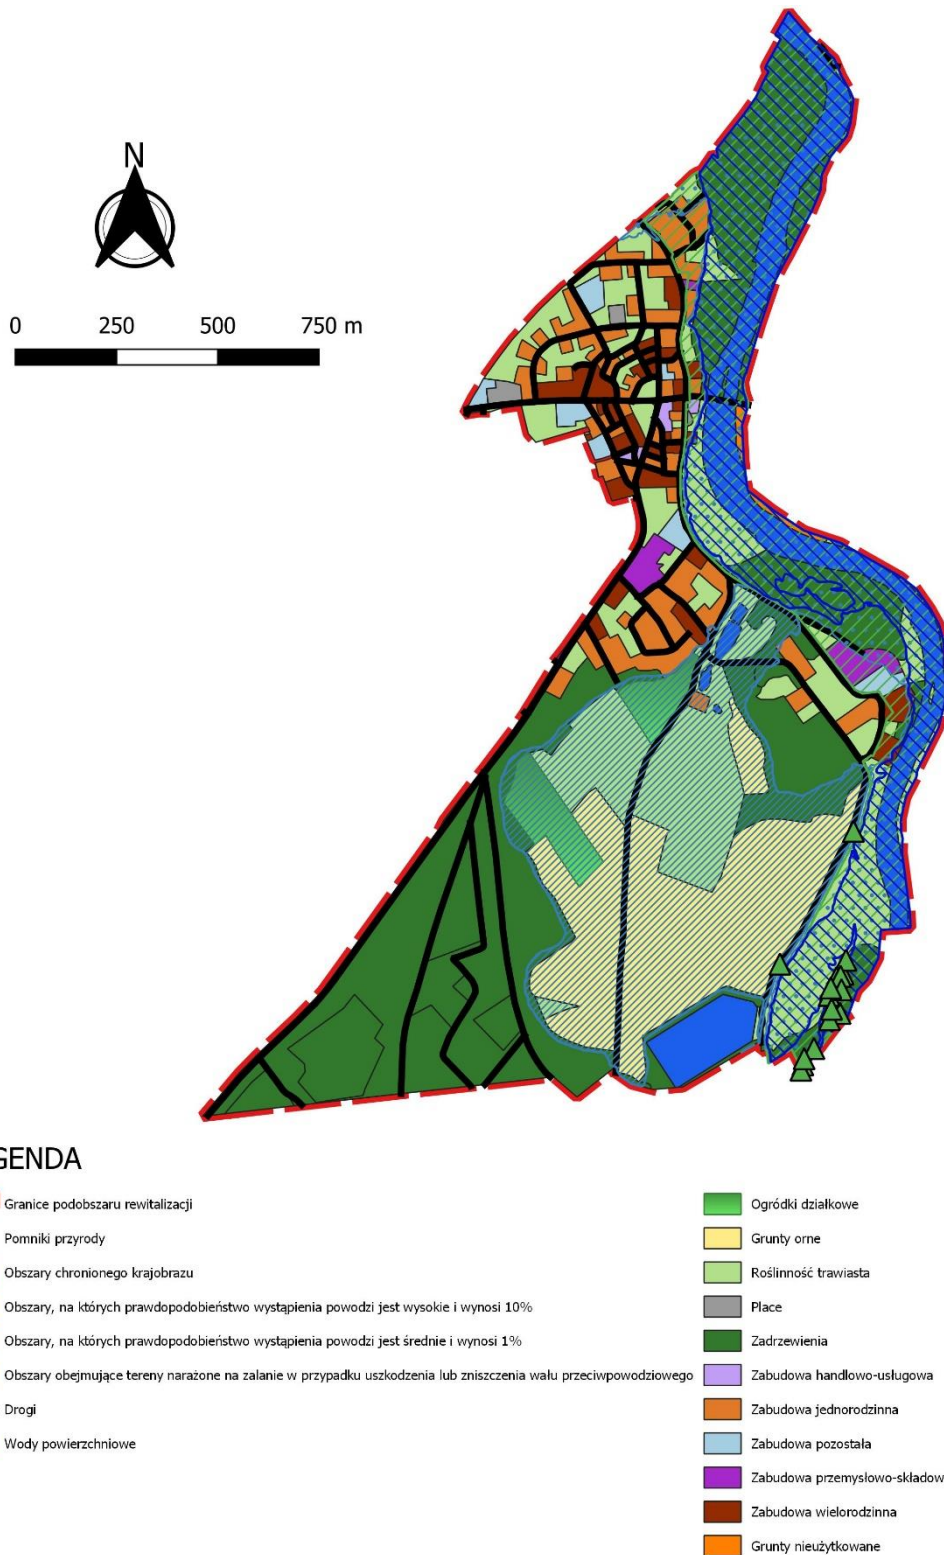 N
0 250 500 750 m
GENDA
Granice podobszaru rewitalizacji
Pomniki przyrody
Obszary chronionego krajobrazu
Obszary, na których prawdopodobieństwo wystąpienia powodzi jest wysokie i wynosi 10%
Obszary, na których prawdopodobieństwo wystąpienia powodzi jest średnie i wynosi 1%
Obszary obejmujące tereny narażone na zalanie w przypadku uszkodzenia lub zniszczenia wału przeciwpowodziowego
Drogi
Wody powierzchniowe
Ogródki działkowe
Grunty orne
Roślinność trawiasta
Place
Zadrzewienia
Zabudowa handlowo-usługowa
Zabudowa jednorodzinna
Zabudowa pozostała
Zabudowa przemysłowo-składow
Zabudowa wielorodzinna
Grunty nieużytkowane